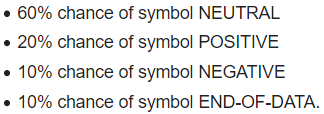 • 60% chance of symbol NEUTRAL
• 20% chance of symbol POSITIVE
• 10% chance of symbol NEGATIVE
• 10% chance of symbol END-OF-DATA.